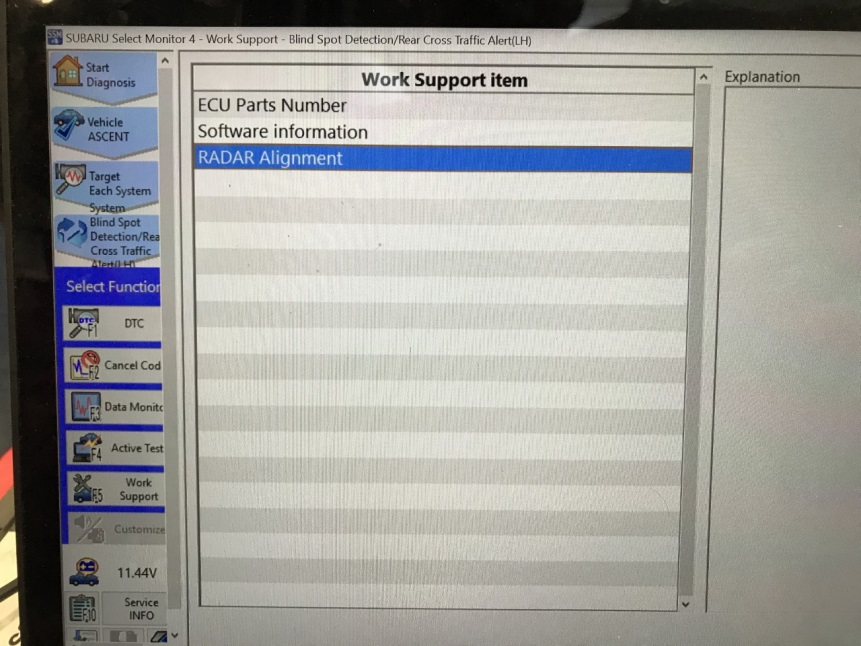 SUBARU Select Monitor 4 - Work Support - Blind Spot Detection/Rear Cross Traffic Alert(LH)
Start
Diagnosis
Vehicle
ASCENT
Target
Each System
System
Blind Spot
Detection/Rea
Cross Traffic
Alert(LH)
Select Function
DTC
F1
DTC
F2
Cancel Cod
F3
Data Monito
F4
Active Test
F5
Work
Support
Customize
11.44V
F10
Service
INFO
Work Support item
ECU Parts Number
Software information
RADAR Alignment
Explanation